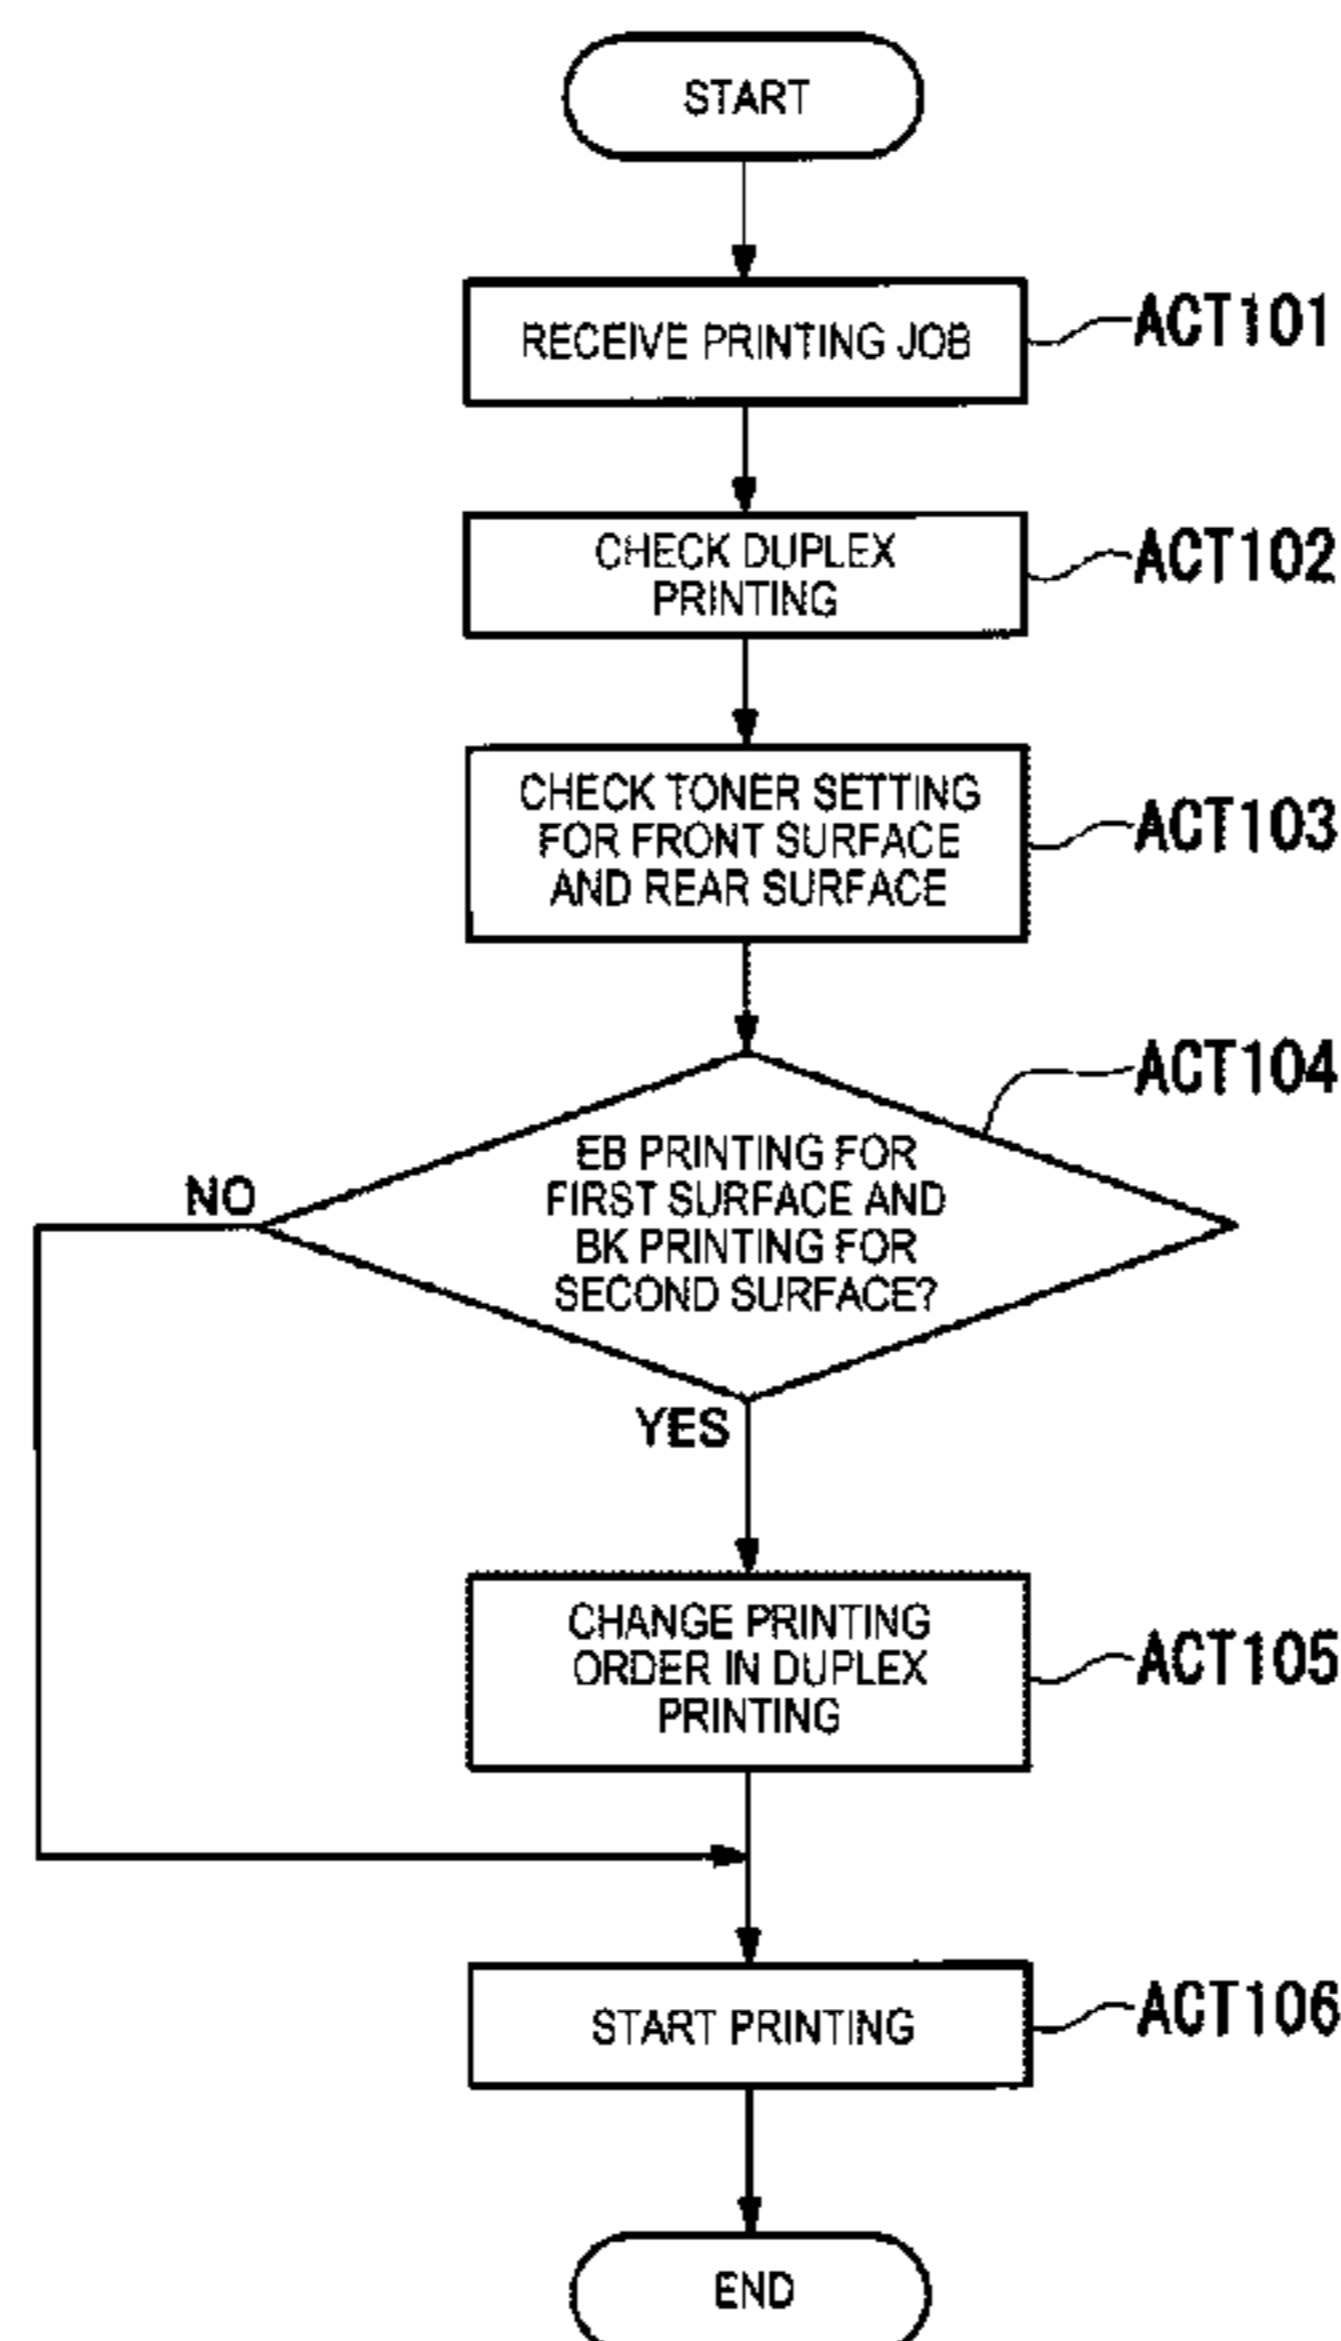 START
RECEIVE PRINTING JOB
ACT101
CHECK DUPLEX
PRINTING
ACT102
CHECK TONER SETTING
FOR FRONT SURFACE
AND REAR SURFACE
ACT103
EB PRINTING FOR
FIRST SURFACE AND
BK PRINTING FOR
SECOND SURFACE?
ACT104
NO
YES
CHANGE PRINTING
ORDER IN DUPLEX
PRINTING
ACT105
START PRINTING
ACT106
END